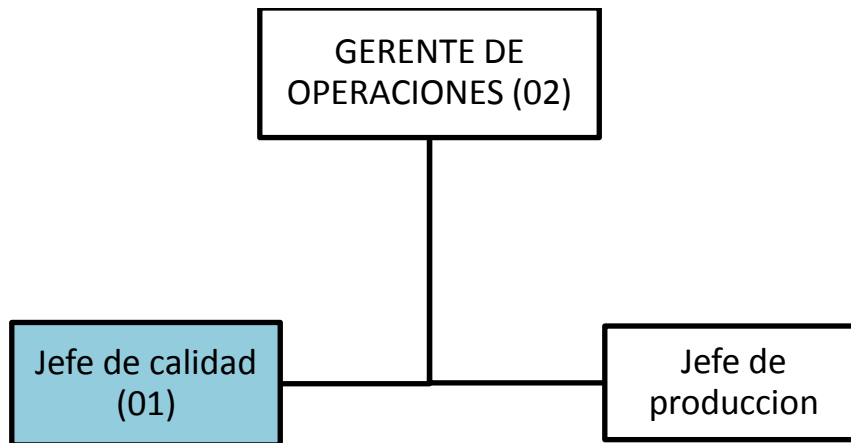 GERENTE DE
OPERACIONES (02)
Jefe de calidad
(01)
Jefe de
produccion